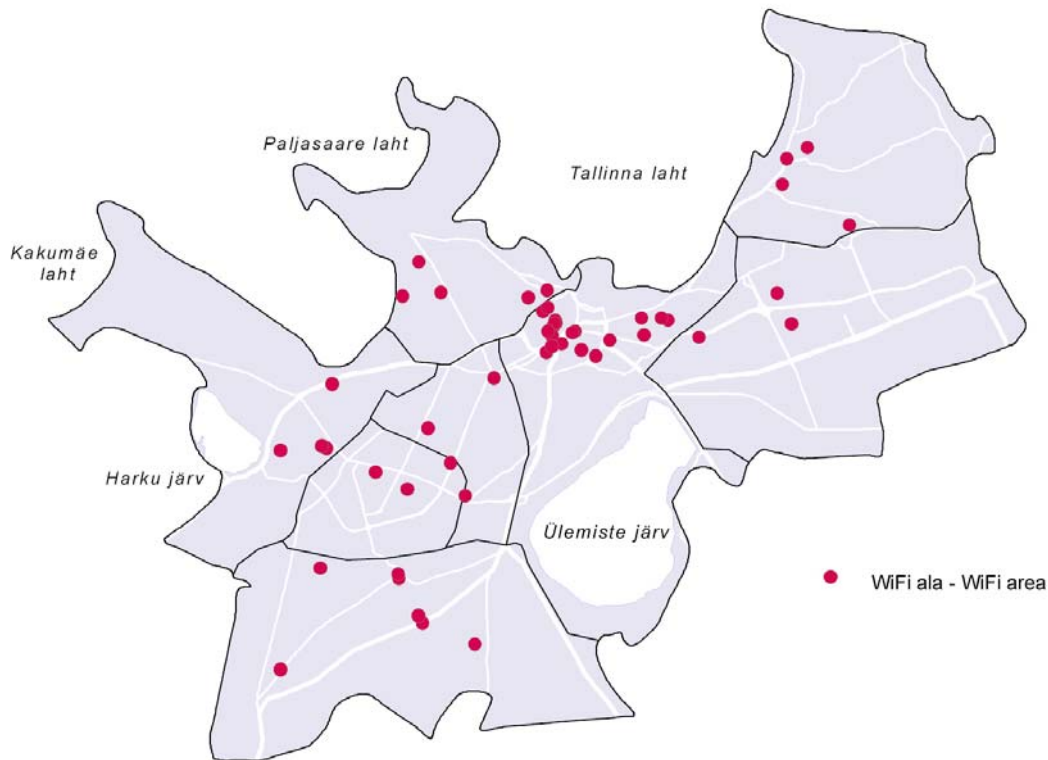 Paljasaare laht
Tallinna laht
Kakumäe
laht
Harku järv
Ülemiste järv
WiFi ala - WiFi area